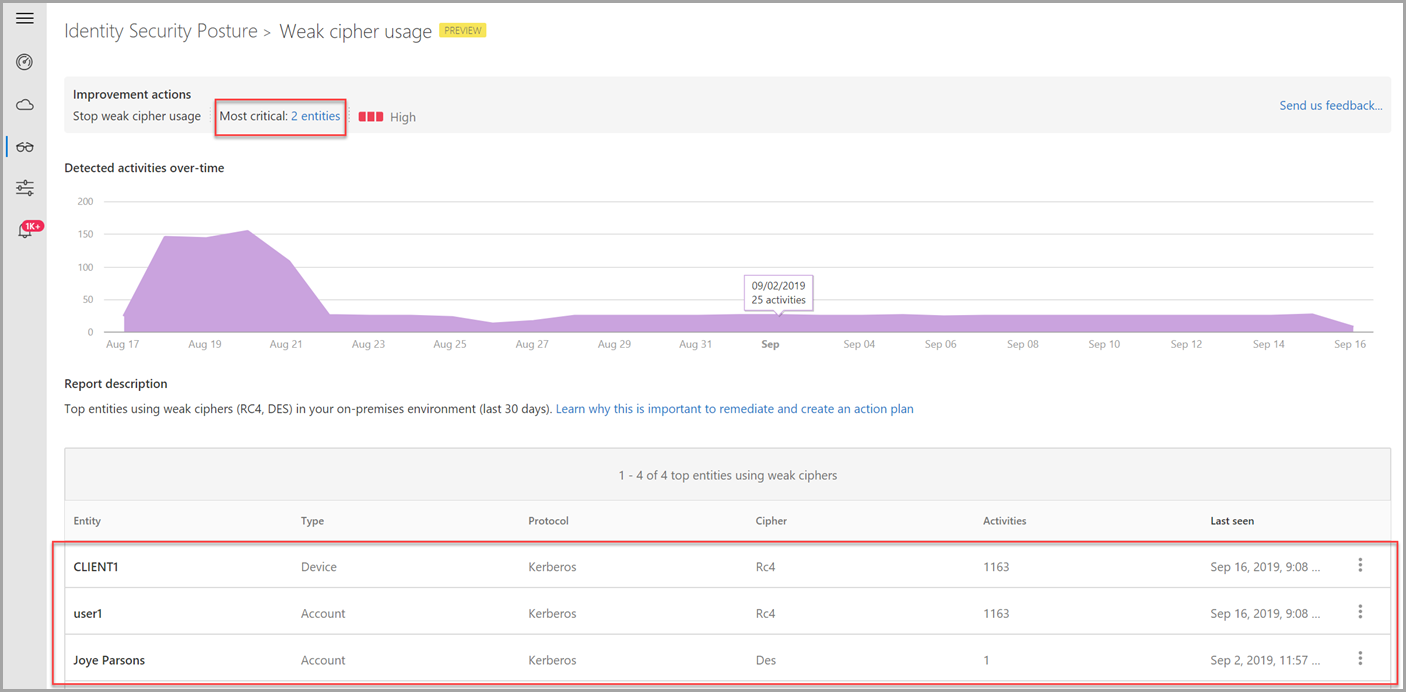 Identity Security Posture > Weak cipher usage PREVIEW
Improvement actions
Stop weak cipher usage Most critical: 2 entities High
Send us feedback...
1K+
Detected activities over-time
200
150
100
50
0
09/02/2019
25 activities
Aug 17 Aug 19 Aug 21 Aug 23 Aug 25 Aug 27 Aug 29 Aug 31 Sep Sep 04 Sep 06 Sep 08 Sep 10 Sep 12 Sep 14 Sep 16
Report description
Top entities using weak ciphers (RC4, DES) in your on-premises environment (last 30 days). Learn why this is important to remediate and create an action plan
1 - 4 of 4 top entities using weak ciphers
Entity Type Protocol Cipher Activities Last seen
CLIENT1 Device Kerberos Rc4 1163 Sep 16, 2019, 9:08 ...
user1 Account Kerberos Rc4 1163 Sep 16, 2019, 9:08 ...
Joye Parsons Account Kerberos Des 1 Sep 2, 2019, 11:57 ...